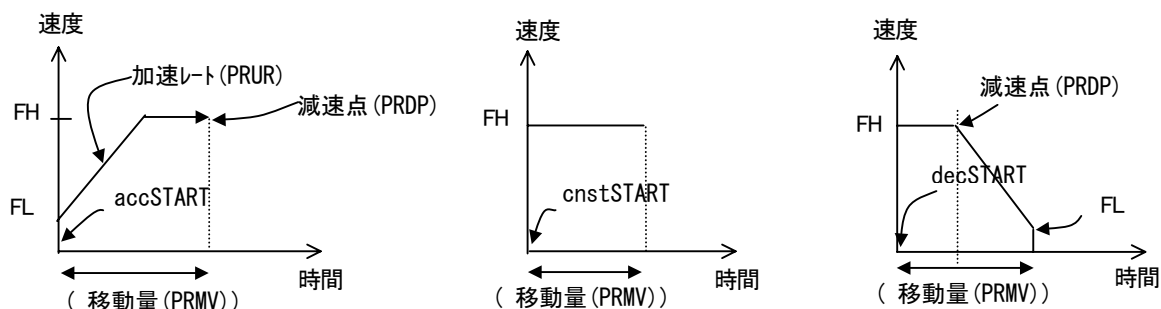 速度
加速ﾚｰﾄ(PRUR)
FH
減速点(PRDP)
accSTART
FL
時間
( 移動量(PRMV))
速度
FH
cnstSTART
時間
( 移動量(PRMV))
速度
減速点(PRDP)
FH
decSTART
FL
時間
( 移動量(PRMV))